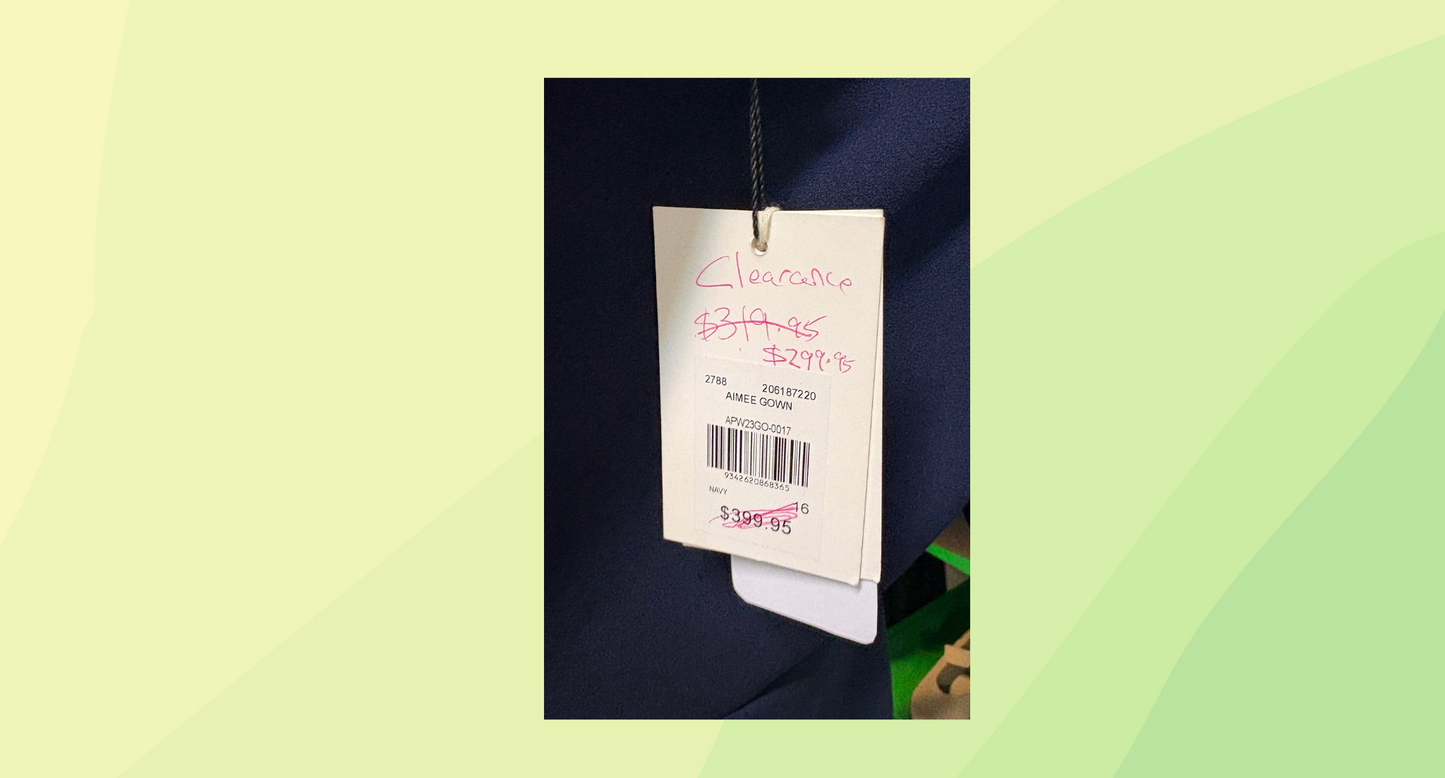 Clearance
$319.95
$299.95
2788 206187220
AIMEE GOWN
APW23GO-0017
9342620868365
NAVY 16
$399.95